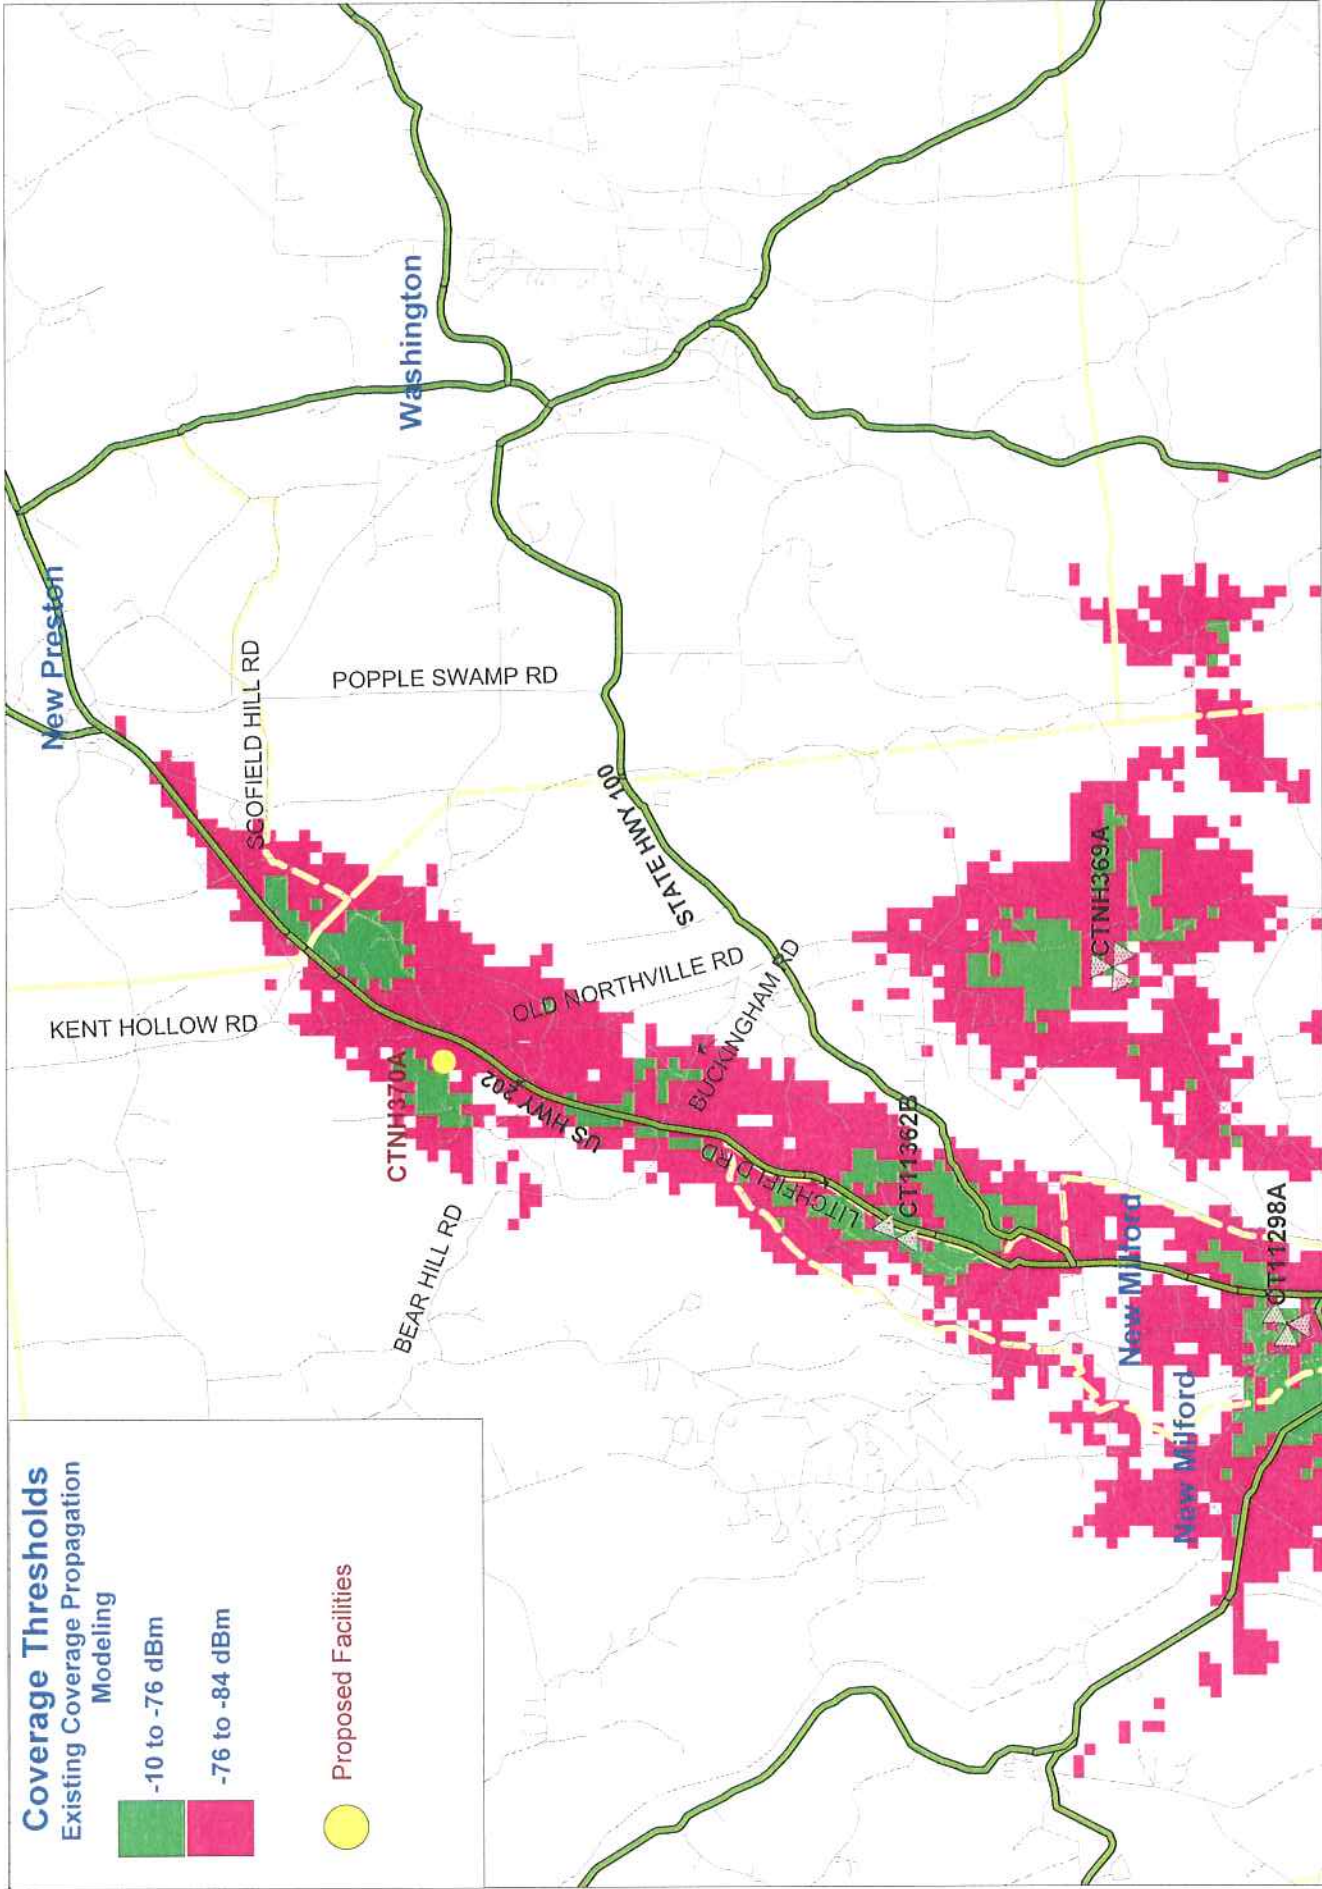 Coverage Thresholds
Existing Coverage Propagation
Modeling
-10 to -76 dBm
-76 to -84 dBm
Proposed Facilities
New Preston
Washington
KENT HOLLOW RD
SCOFIELD HILL RD
POPPLE SWAMP RD
CTNH370A
US HWY 202
OLD NORTHVILLE RD
STATE HWY 100
BUCKINGHAM RD
BEAR HILL RD
LITCHFIELD RD
CT11362B
CTNH369A
New Milford
New Milford
CT11298A